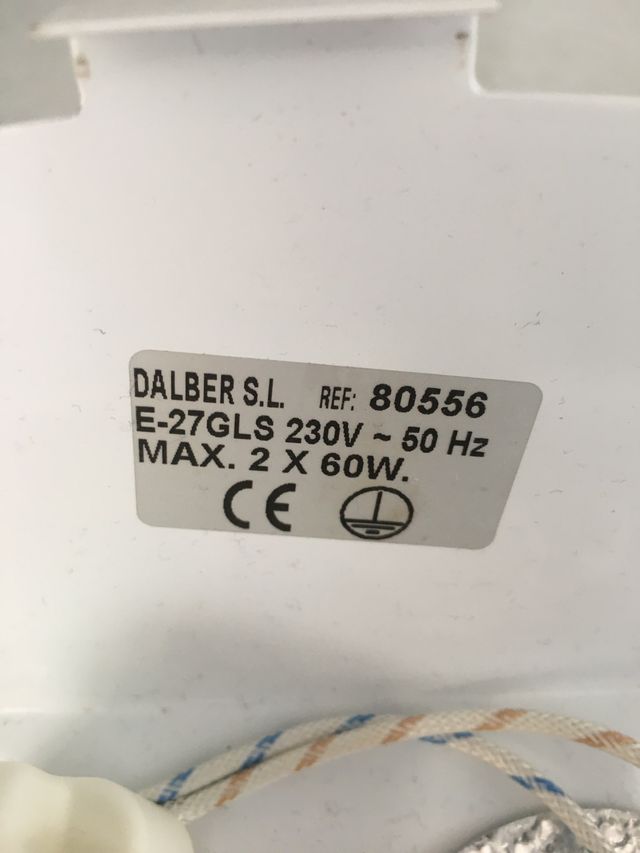 DALBER S.L. REF: 80556
E-27GLS 230V ~ 50 Hz
MAX. 2 X 60W.
CE